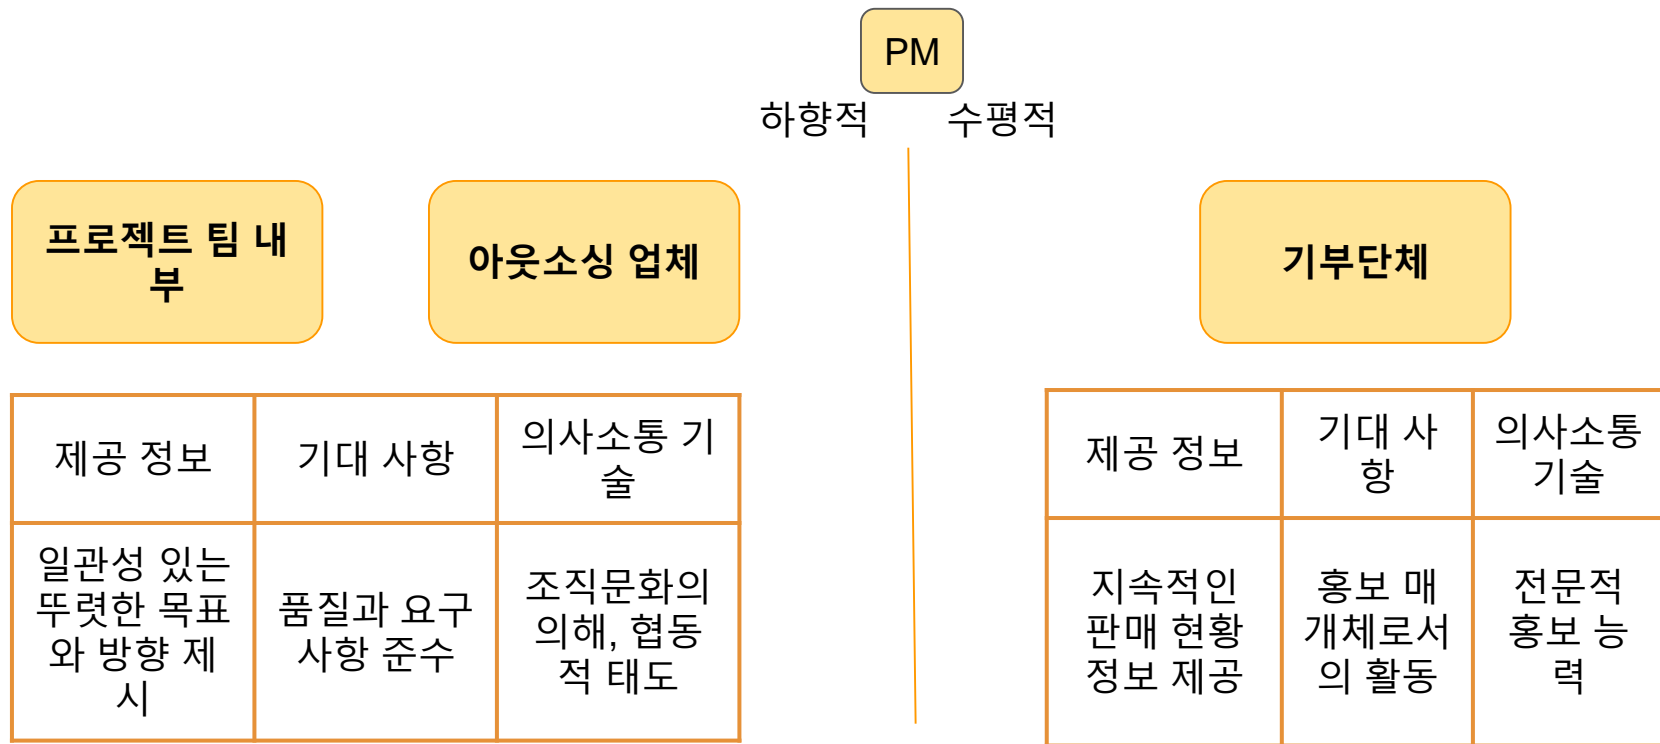 PM
하향적
수평적
프로젝트 팀 내
부
아웃소싱 업체
기부단체
제공 정보
기대 사항
의사소통 기
술
일관성 있는
뚜렷한 목표
와 방향 제
시
품질과 요구
사항 준수
조직문화의
의해, 협동
적 태도
제공 정보
기대 사
항
의사소통
기술
지속적인
판매 현황
정보 제공
홍보 매
개체로서
의 활동
전문적
홍보 능
력